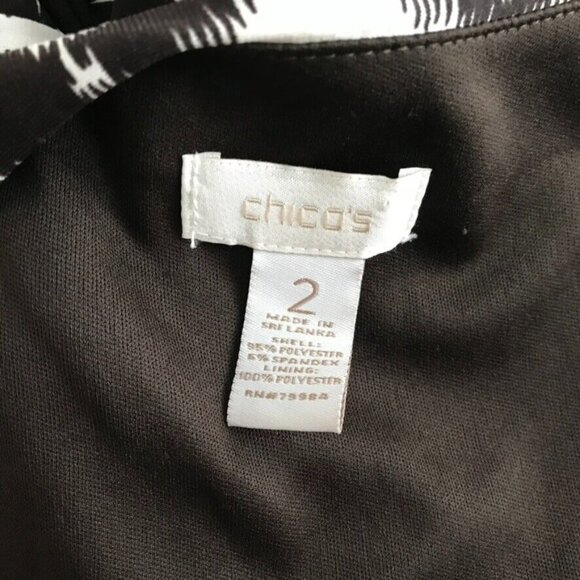 chico's
2
MADE IN
SRI LANKA
SHELL:
95% POLYESTER
5% SPANDEX
LINING:
100% POLYESTER
RN#79984